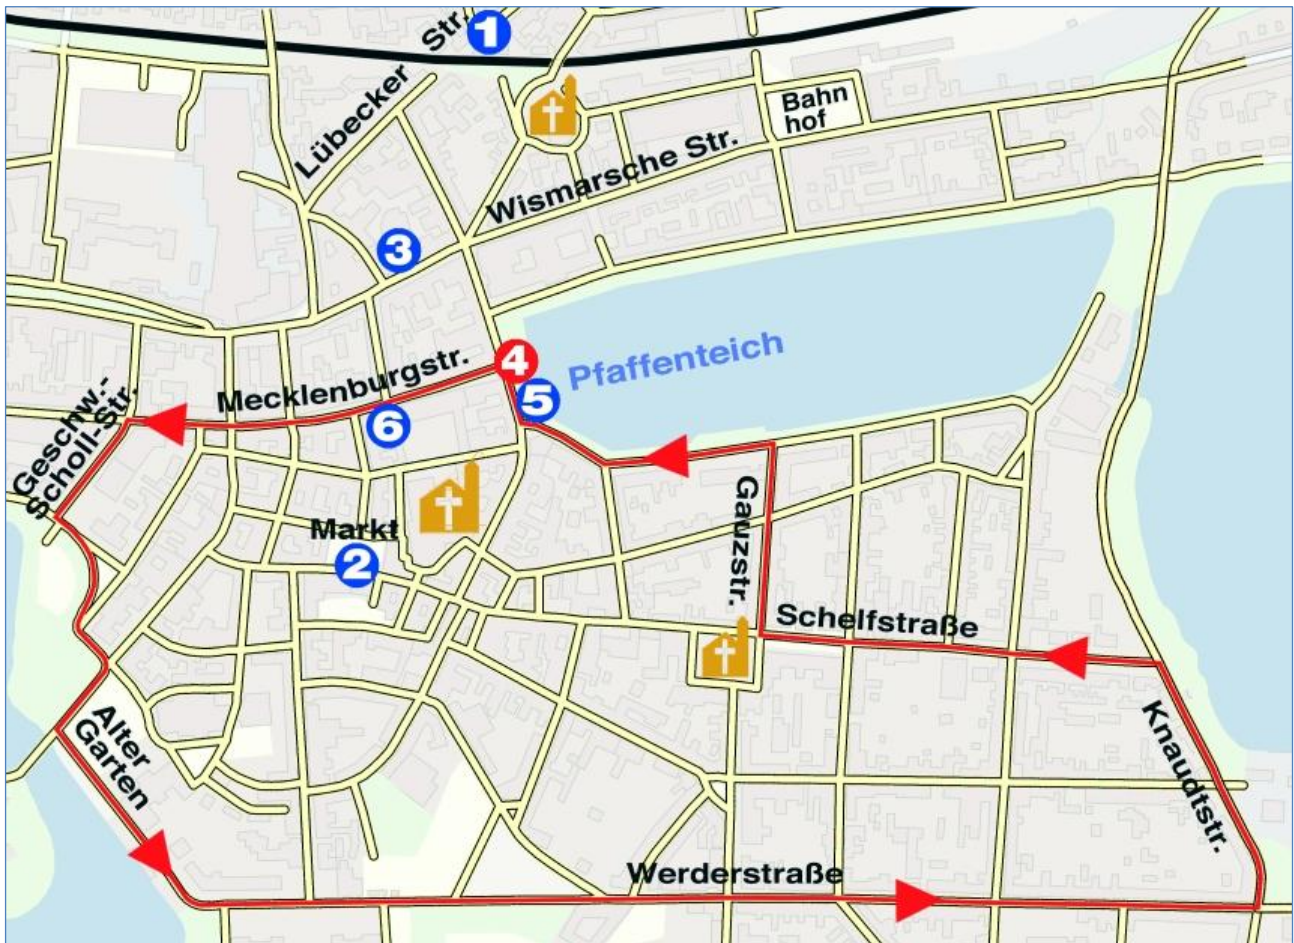 1
Lübecker Str.
Bahn
hof
Wismarsche Str.
3
4
Pfaffenteich
Mecklenburgstr.
5
6
Geschw.-
Scholl-Str.
Gauzstr.
Markt
2
Schelfstraße
Alter
Garten
Knaudtstr.
Werderstraße